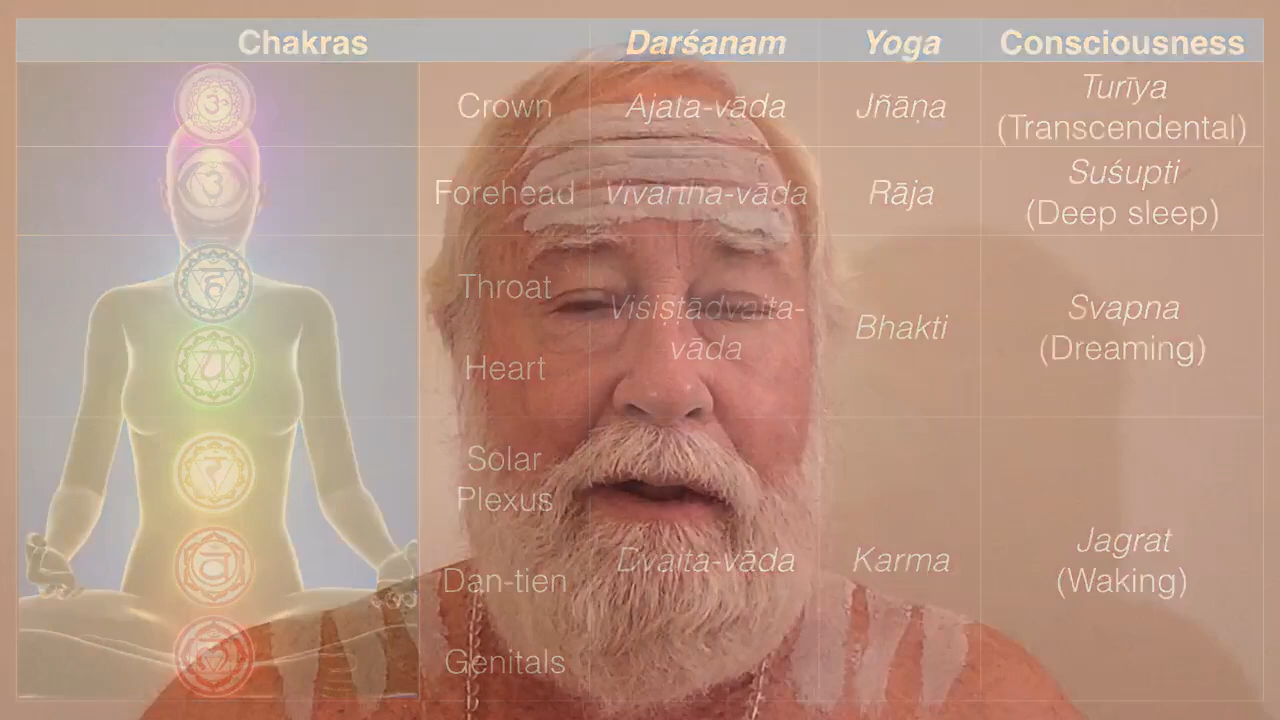 Chakras Darśanam Yoga Consciousness
Crown Ajata-vāda Jñāṇa Turīya
(Transcendental)
Forehead Vivartha-vāda Rāja Suśupti
(Deep sleep)
Throat Viśiṣtādvaita-
vāda Bhakti Svapna
(Dreaming)
Heart
Solar
Plexus
Dvaita-vāda Karma Jagrat
(Waking)
Dan-tien
Genitals